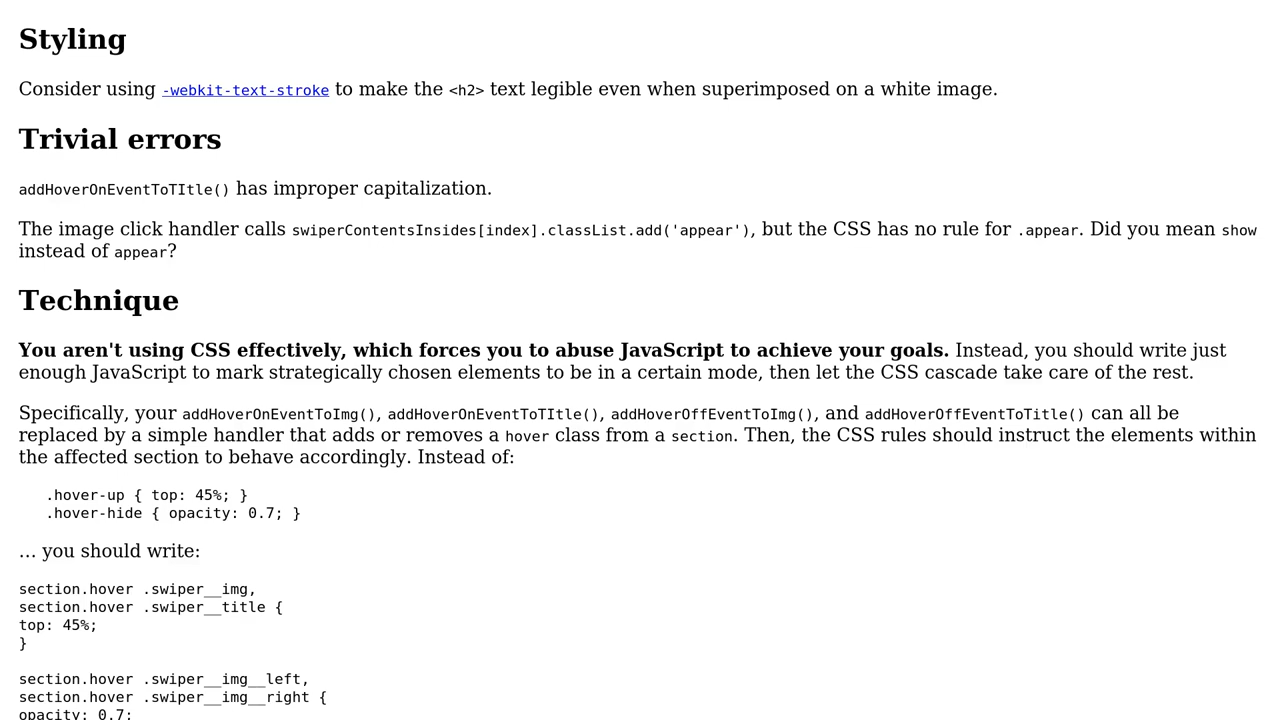 Styling
Consider using -webkit-text-stroke to make the <h2> text legible even when superimposed on a white image.
Trivial errors
addHoverOnEventToTItle() has improper capitalization.
The image click handler calls swiperContentsInsides[index].classList.add('appear'), but the CSS has no rule for .appear. Did you mean show
instead of appear?
Technique
You aren't using CSS effectively, which forces you to abuse JavaScript to achieve your goals. Instead, you should write just
enough JavaScript to mark strategically chosen elements to be in a certain mode, then let the CSS cascade take care of the rest.
Specifically, your addHoverOnEventToImg(), addHoverOnEventToTItle(), addHoverOffEventToImg(), and addHoverOffEventToTitle() can all be
replaced by a simple handler that adds or removes a hover class from a section. Then, the CSS rules should instruct the elements within
the affected section to behave accordingly. Instead of:
.hover-up { top: 45%; }
.hover-hide { opacity: 0.7; }
… you should write:
section.hover .swiper__img,
section.hover .swiper__title {
top: 45%;
}
section.hover .swiper__img__left,
section.hover .swiper__img__right {
opacity: 0.7;